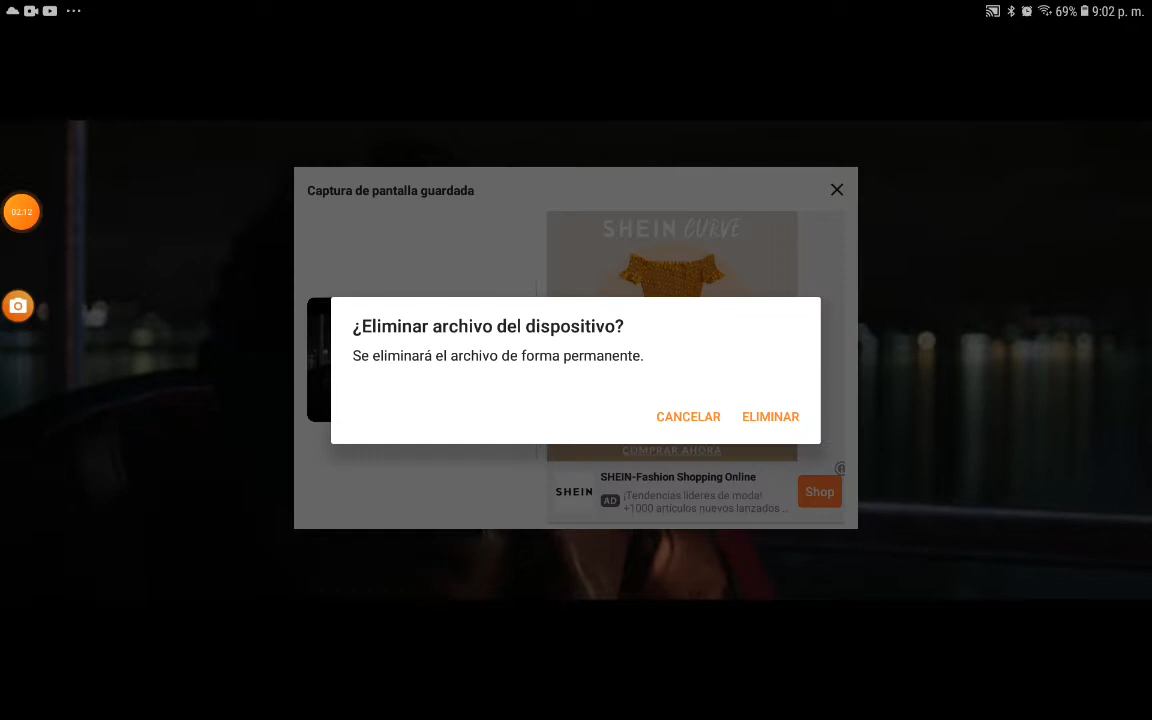 69% 9:02 p. m.
02:12
Captura de pantalla guardada
SHEIN CURVE
¿Eliminar archivo del dispositivo?
Se eliminará el archivo de forma permanente.
CANCELAR ELIMINAR
COMPRAR AHORA
SHEIN
SHEIN-Fashion Shopping Online
AD ¡Tendencias líderes de moda!
+1000 artículos nuevos lanzados ..
Shop